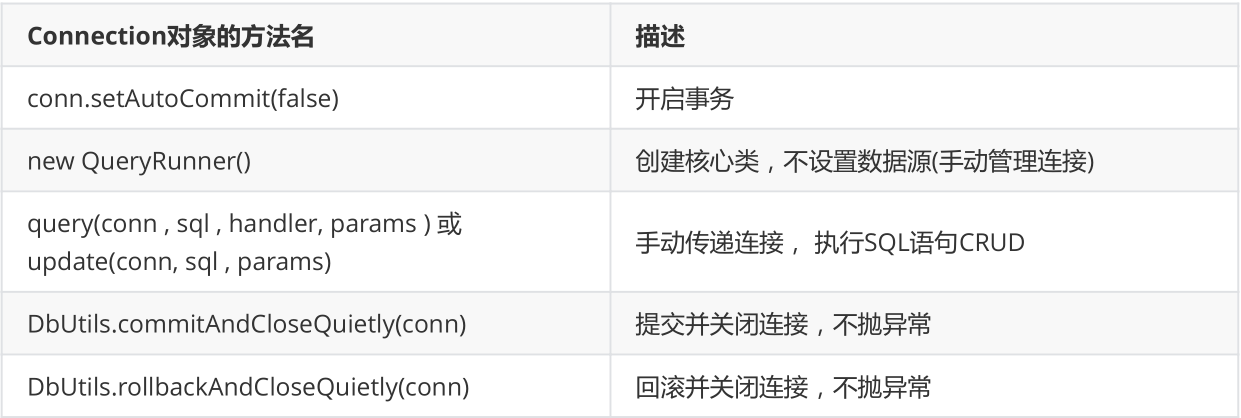 Connection对象的方法名
描述
conn.setAutoCommit(false)
开启事务
new QueryRunner()
创建核心类，不设置数据源(手动管理连接)
query(conn , sql , handler, params ) 或
update(conn, sql , params)
手动传递连接， 执行SQL语句CRUD
DbUtils.commitAndCloseQuietly(conn)
提交并关闭连接，不抛异常
DbUtils.rollbackAndCloseQuietly(conn)
回滚并关闭连接，不抛异常